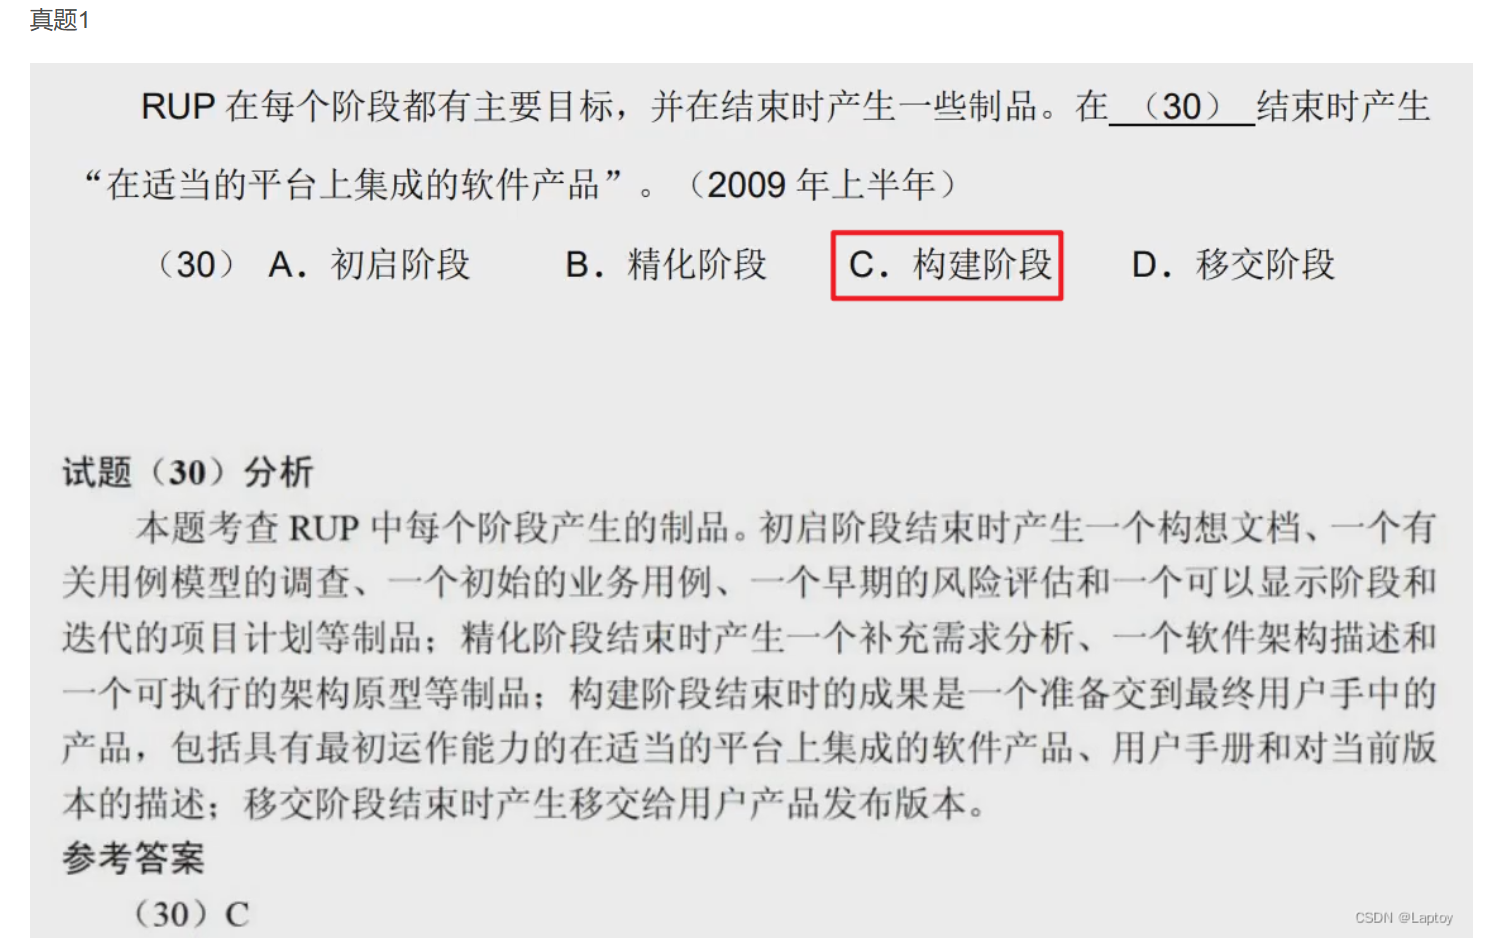 真题1
RUP 在每个阶段都有主要目标，并在结束时产生一些制品。在（30）结束时产生
“在适当的平台上集成的软件产品”。（2009 年上半年）
（30） A．初启阶段 B．精化阶段 C．构建阶段 D．移交阶段
试题（30）分析
本题考查 RUP 中每个阶段产生的制品。初启阶段结束时产生一个构想文档、一个有
关用例模型的调查、一个初始的业务用例、一个早期的风险评估和一个可以显示阶段和
迭代的项目计划等制品；精化阶段结束时产生一个补充需求分析、一个软件架构描述和
一个可执行的架构原型等制品；构建阶段结束时的成果是一个准备交到最终用户手中的
产品，包括具有最初运作能力的在适当的平台上集成的软件产品、用户手册和对当前版
本的描述；移交阶段结束时产生移交给用户产品发布版本。
参考答案
（30）C
CSDN @Laptoy